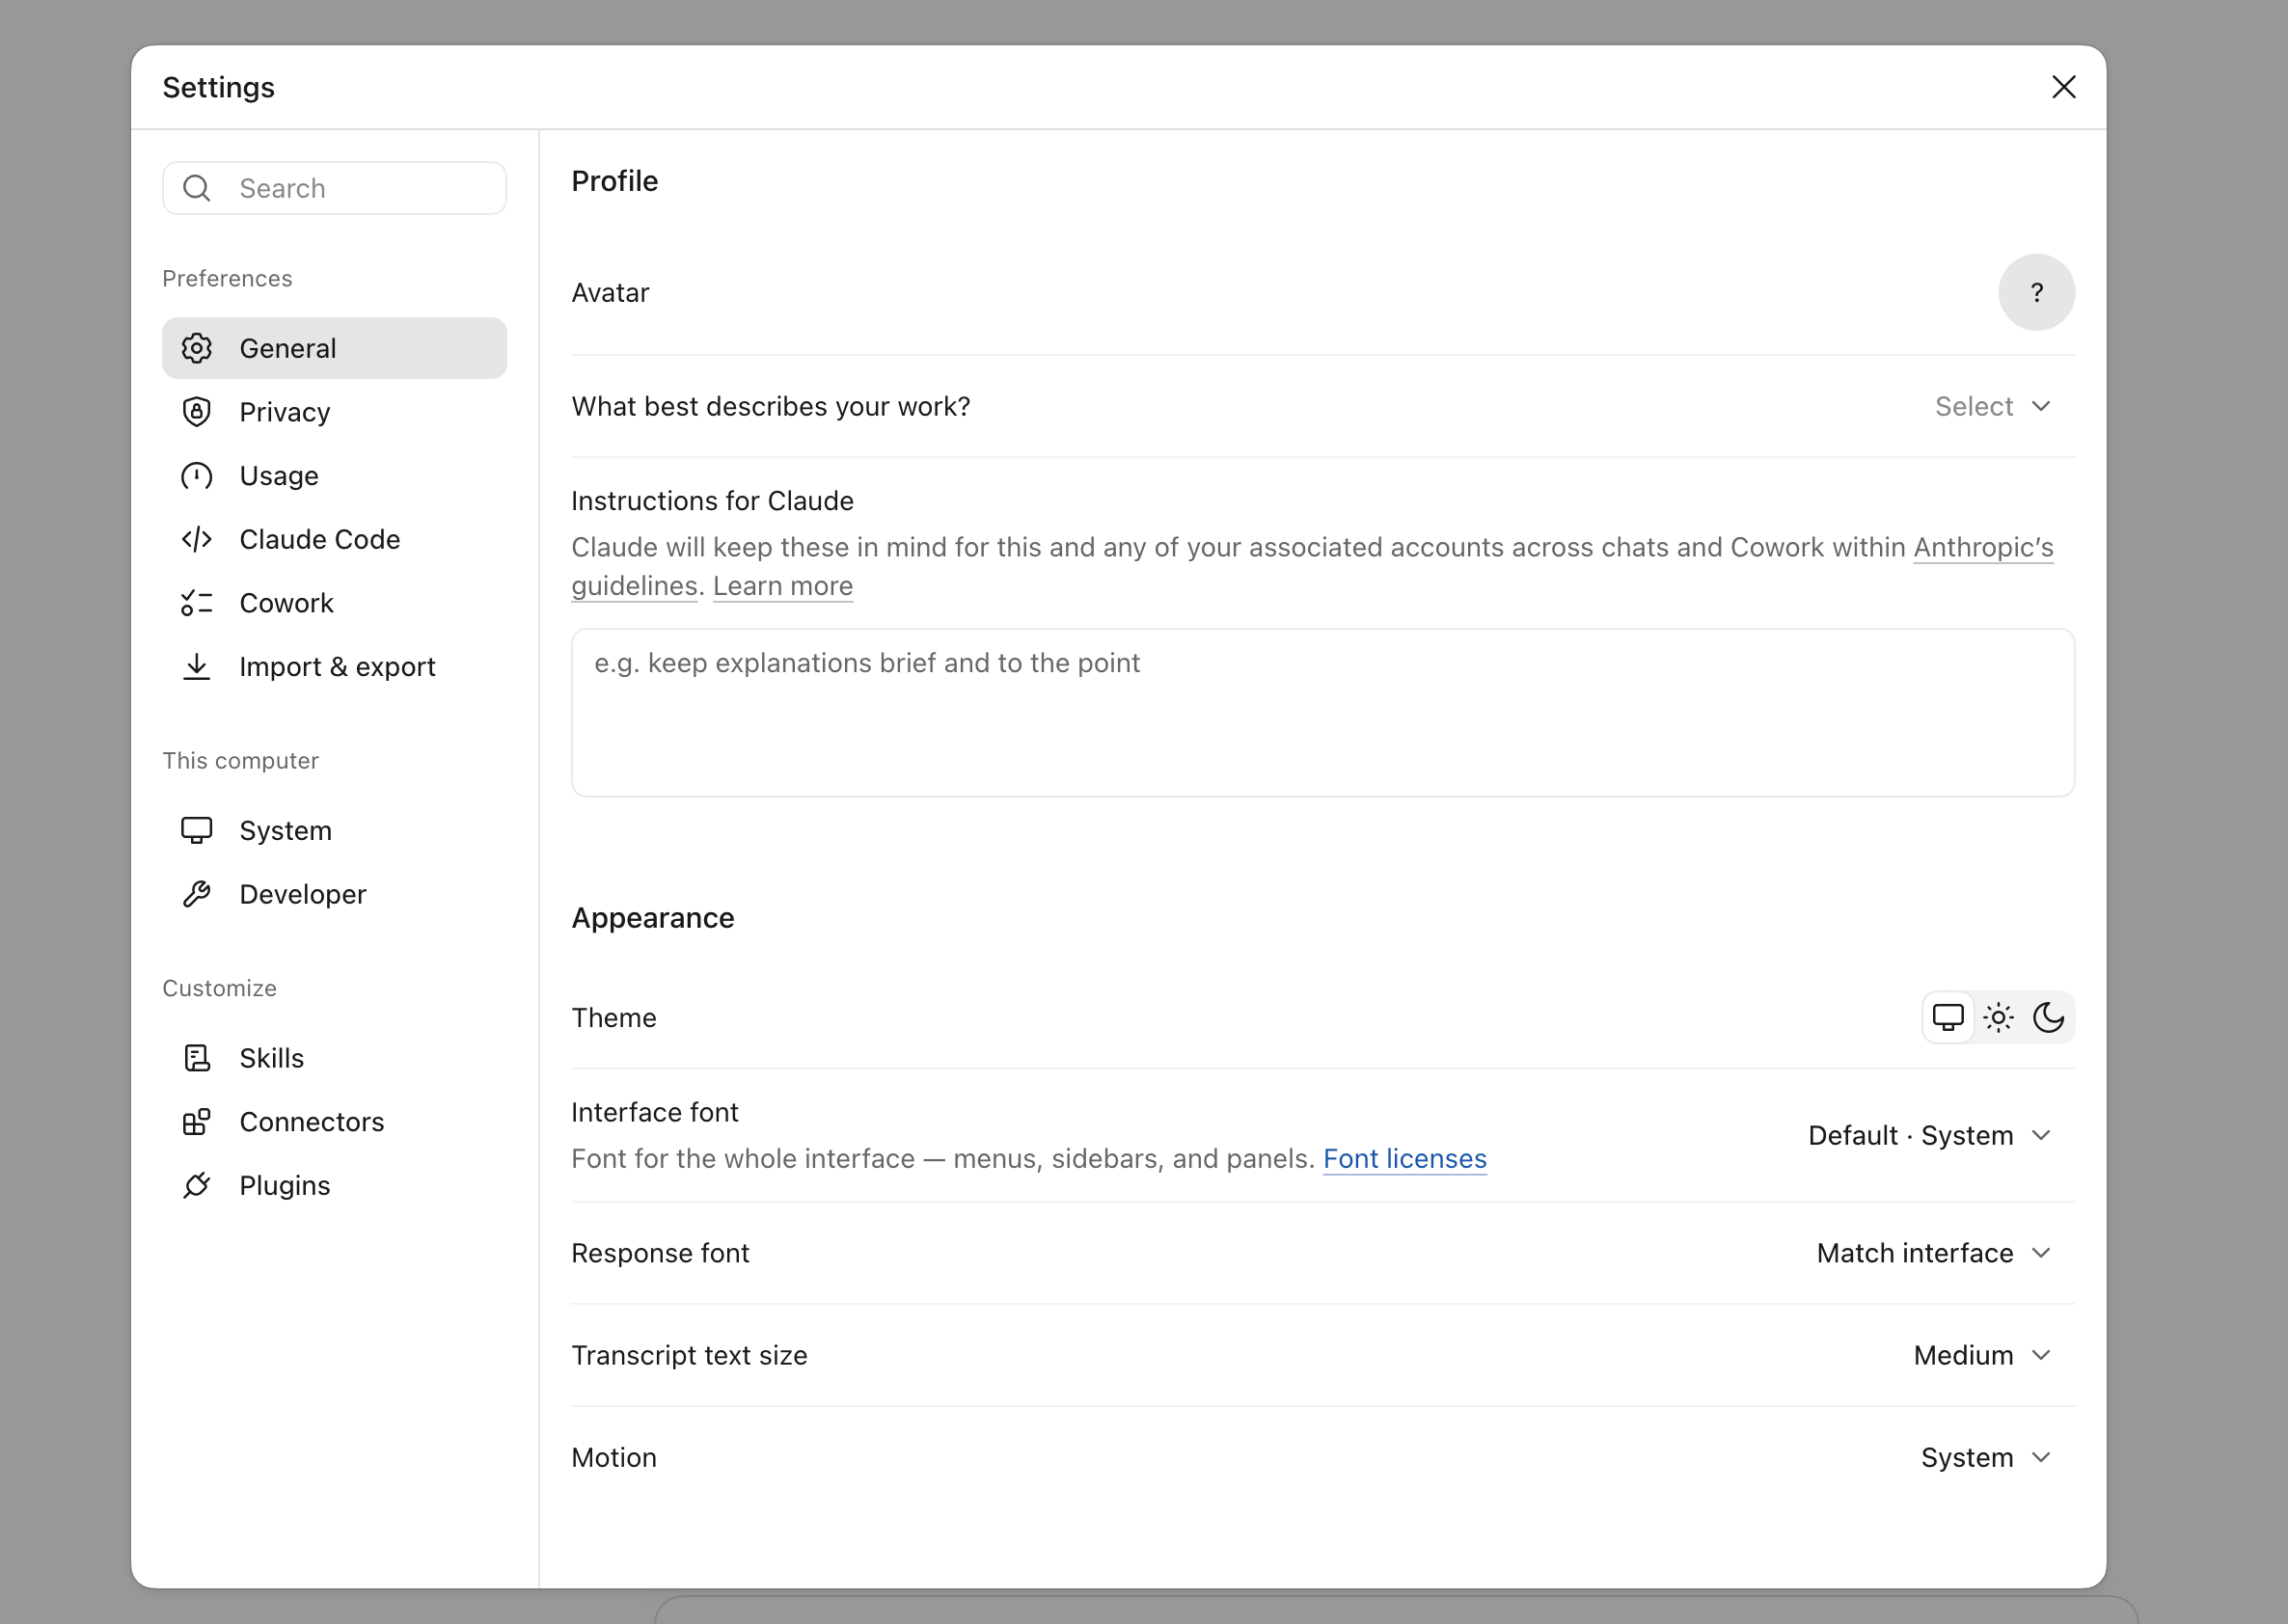 Settings
Search
Preferences
General
Privacy
Usage
Claude Code
Cowork
Import & export
This computer
System
Developer
Customize
Skills
Connectors
Plugins
Profile
Avatar
?
What best describes your work?
Select
Instructions for Claude
Claude will keep these in mind for this and any of your associated accounts across chats and Cowork within Anthropic’s
guidelines. Learn more
e.g. keep explanations brief and to the point
Appearance
Theme
Interface font
Font for the whole interface — menus, sidebars, and panels. Font licenses
Default · System
Response font
Match interface
Transcript text size
Medium
Motion
System